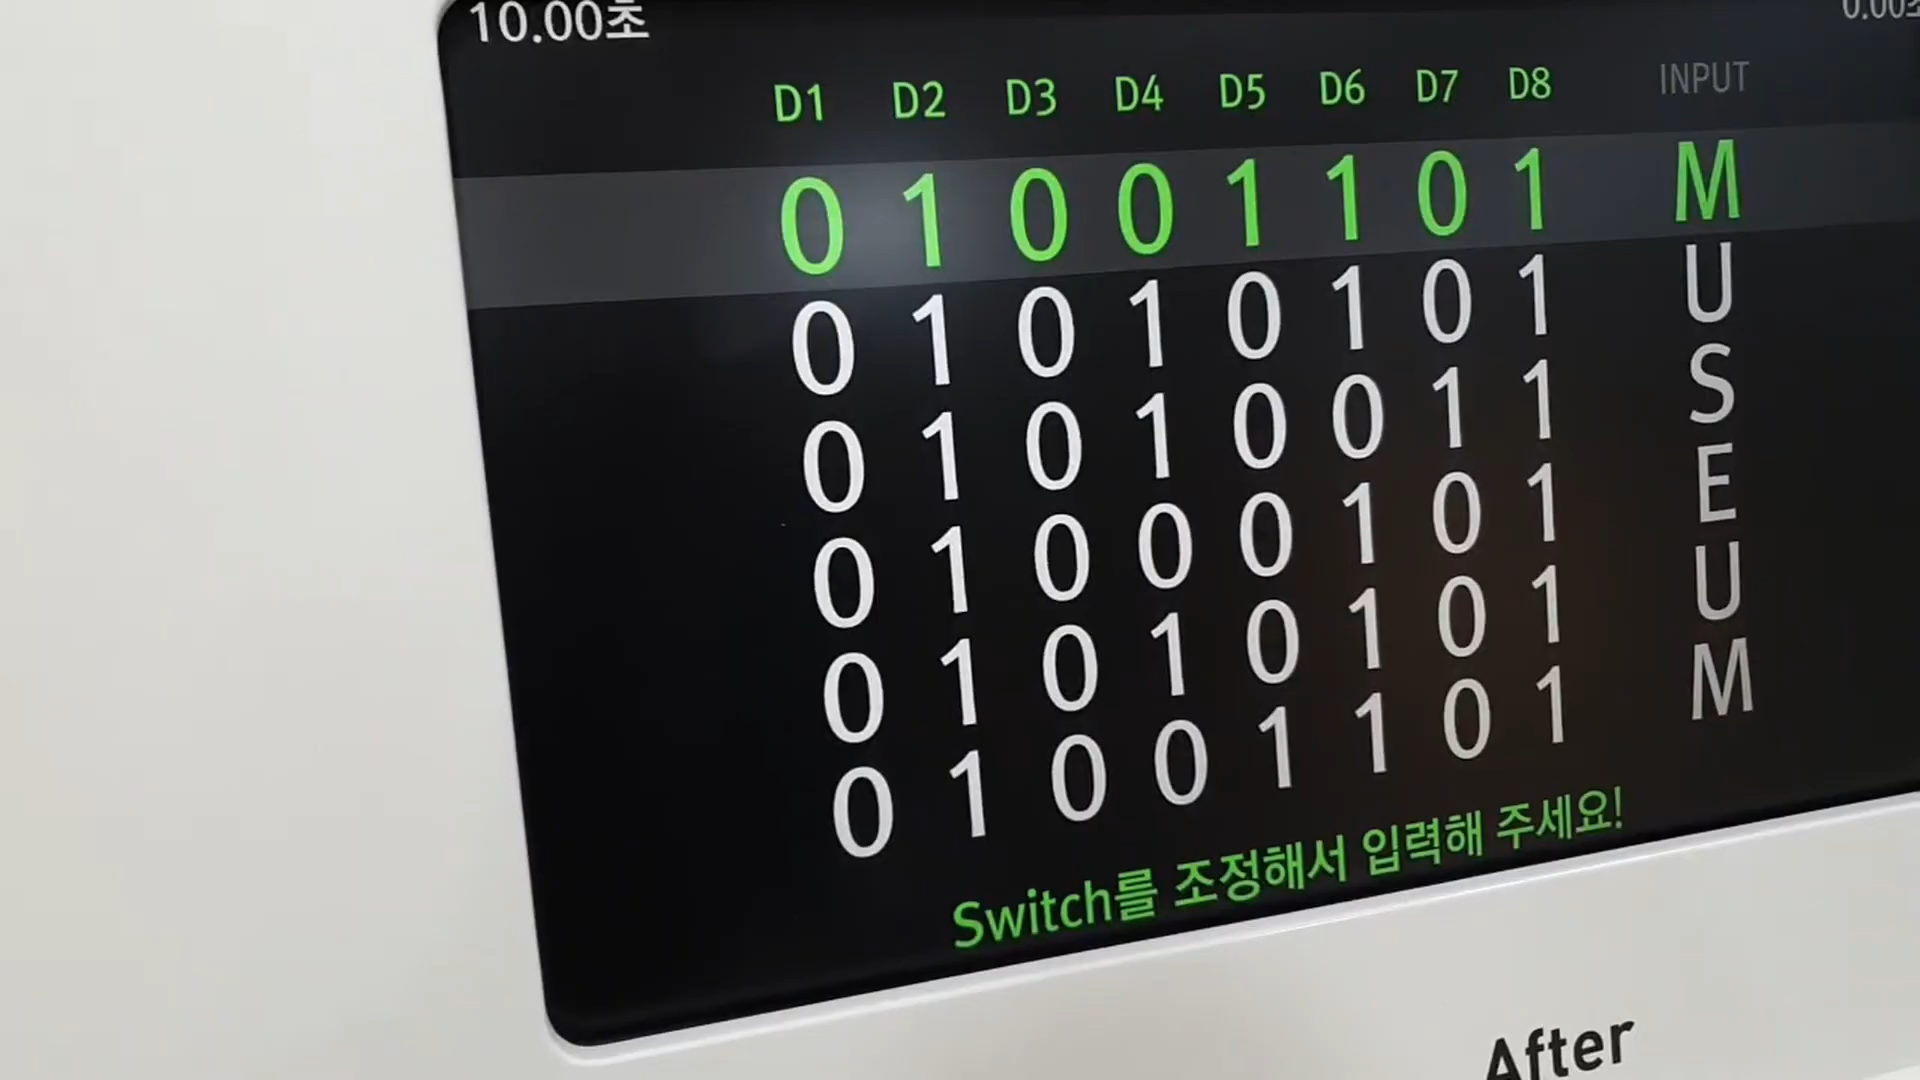 10.00초 0.00초
D1 D2 D3 D4 D5 D6 D7 D8 INPUT
0 1 0 0 1 1 0 1 M
0 1 0 1 0 1 0 1 U
0 1 0 1 0 0 1 1 S
0 1 0 0 0 1 0 1 E
0 1 0 1 0 1 0 1 U
0 1 0 0 1 1 0 1 M
Switch를 조정해서 입력해 주세요!
After